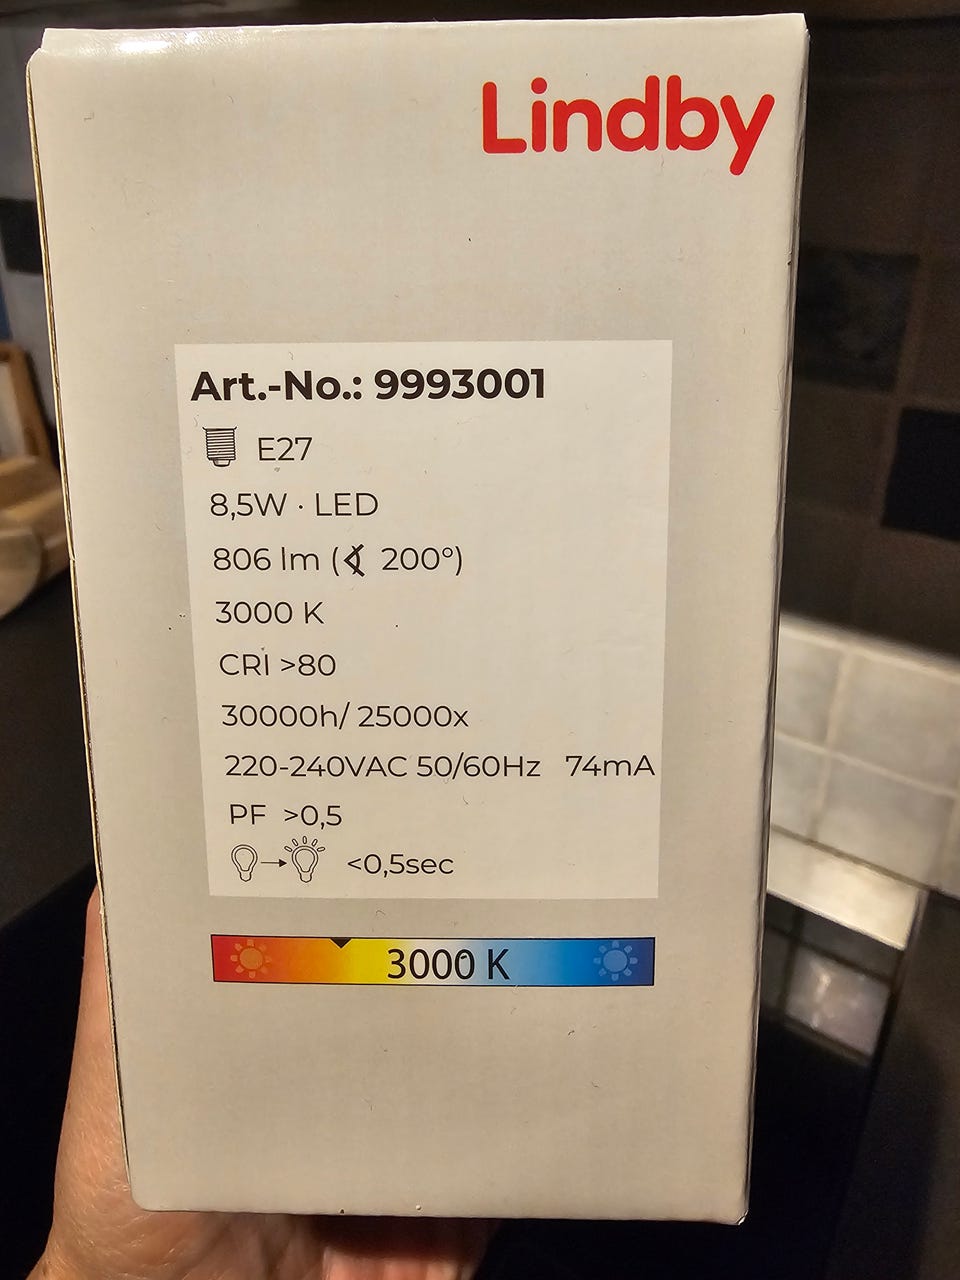 Lindby
Art.-No.: 9993001
E27
8,5W · LED
806 lm (∢ 200°)
3000 K
CRI >80
30000h/ 25000x
220-240VAC 50/60Hz 74mA
PF >0,5
<0,5sec
3000 K